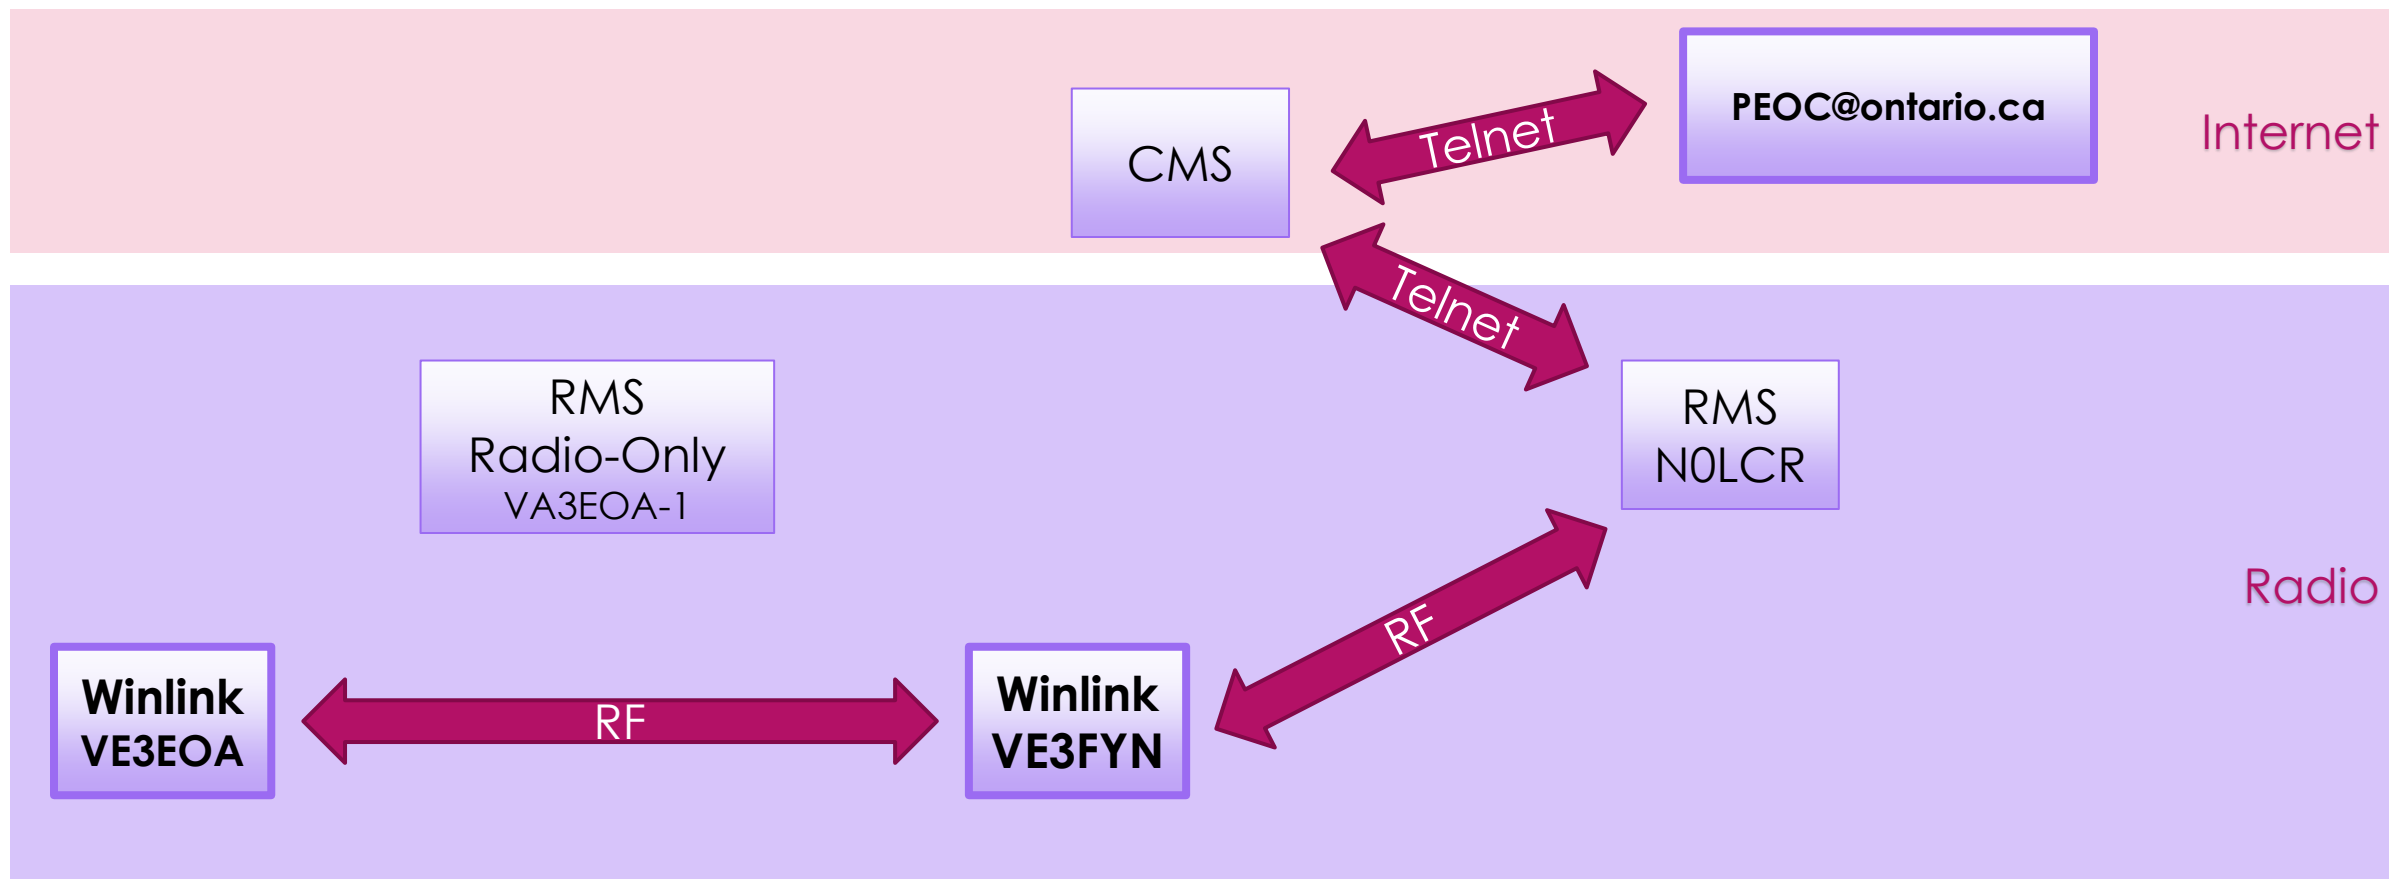 PEOC@ontario.ca
Telnet
CMS
Internet
Telnet
RMS
Radio-Only
VA3EOA-1
RMS
N0LCR
Radio
RF
Winlink
VE3EOA
RF
Winlink
VE3FYN